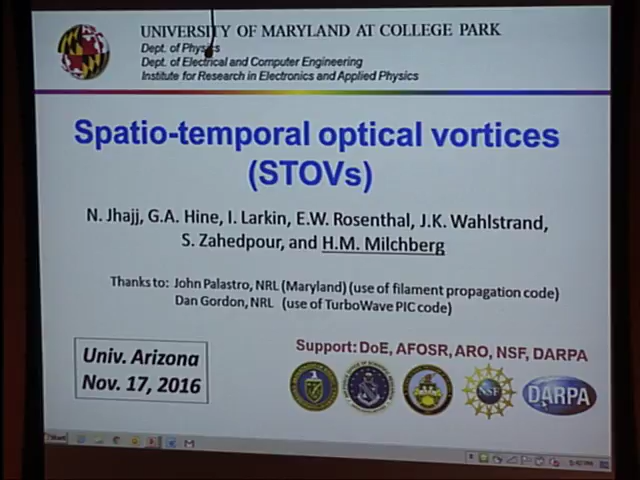 UNIVERSITY OF MARYLAND AT COLLEGE PARK
Dept. of Physics
Dept. of Electrical and Computer Engineering
Institute for Research in Electronics and Applied Physics
Spatio-temporal optical vortices
(STOVs)
N. Jhajj, G.A. Hine, I. Larkin, E.W. Rosenthal, J.K. Wahlstrand,
S. Zahedpour, and H.M. Milchberg
Thanks to: John Palastro, NRL (Maryland) (use of filament propagation code)
Dan Gordon, NRL (use of TurboWave PIC code)
Univ. Arizona
Nov. 17, 2016
Support: DoE, AFOSR, ARO, NSF, DARPA
NSF
DARPA
Start